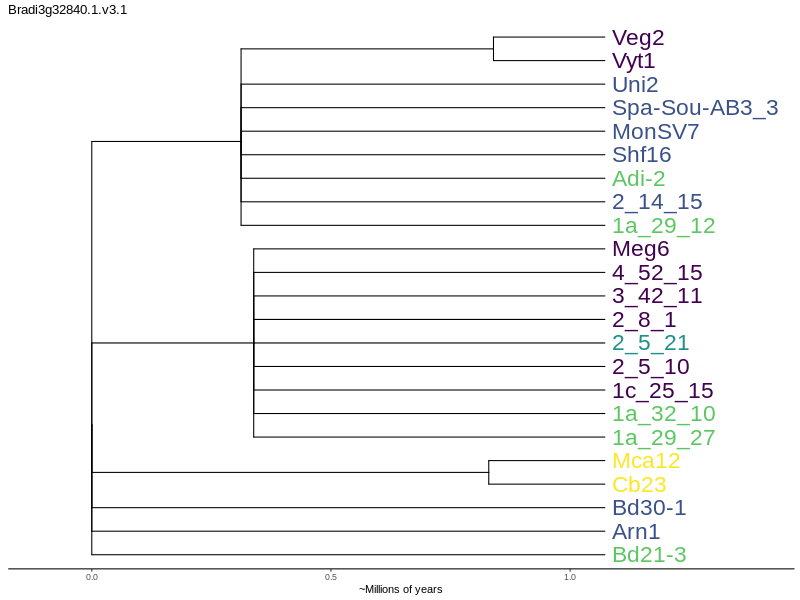 Bradi3g32840.1.v3.1
Veg2
Vyt1
Uni2
Spa-Sou-AB3_3
MonSV7
Shf16
Adi-2
2_14_15
1a_29_12
Meg6
4_52_15
3_42_11
2_8_1
2_5_21
2_5_10
1c_25_15
1a_32_10
1a_29_27
Mca12
Cb23
Bd30-1
Arn1
Bd21-3
0.0 0.5 1.0
~Millions of years